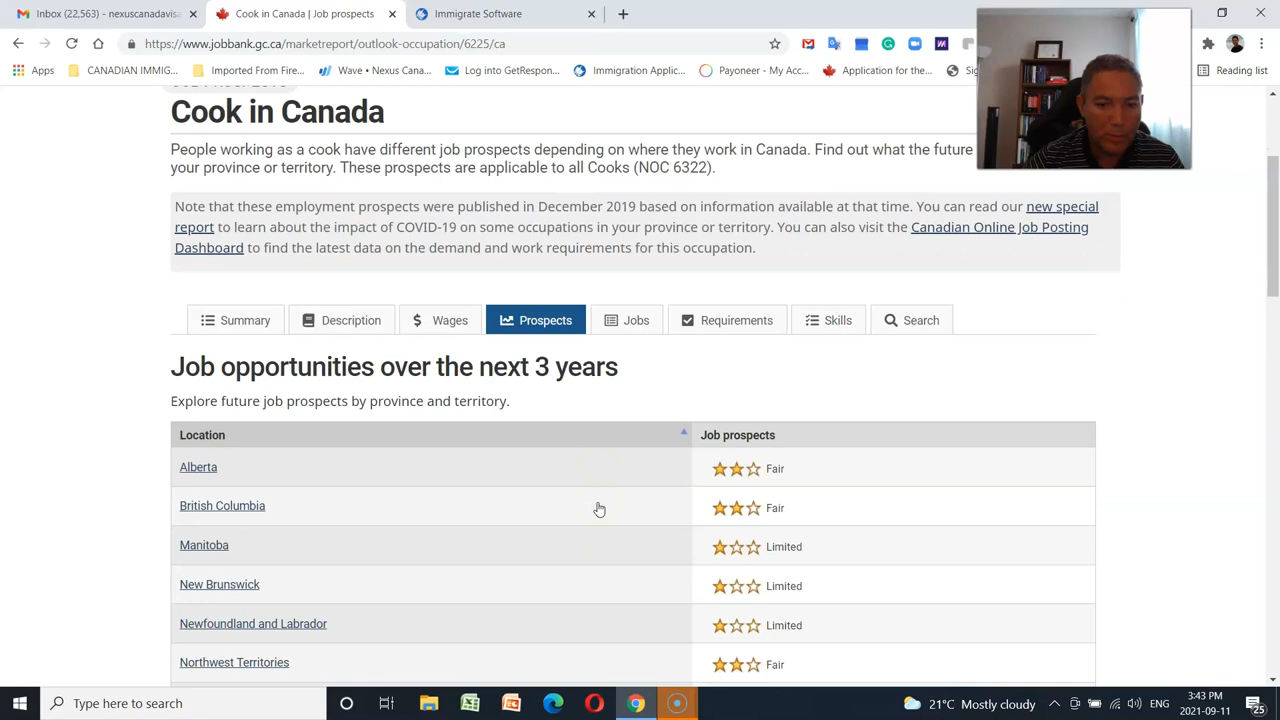 Inbox (22,563) - nexuscanadavisa
Cook in Canada | Job prospects
Immigrate Software
https://www.jobbank.gc.ca/marketreport/outlook-occupation/6225/ca
Apps
CANADIAN IMMIG...
Imported From Fire...
Wave • Nexus Cana...
Log into GetRespon...
Immigration Applic...
Payoneer - My Acc...
Application for the...
Reading list
Cook in Canada
People working as a cook have different job prospects depending on where they work in Canada. Find out what the future
your province or territory. These prospects are applicable to all Cooks (NOC 6322).
Note that these employment prospects were published in December 2019 based on information available at that time. You can read our new special
report to learn about the impact of COVID-19 on some occupations in your province or territory. You can also visit the Canadian Online Job Posting
Dashboard to find the latest data on the demand and work requirements for this occupation.
Summary
Description
Wages
Prospects
Jobs
Requirements
Skills
Search
Job opportunities over the next 3 years
Explore future job prospects by province and territory.
Location
Job prospects
Alberta
Fair
British Columbia
Fair
Manitoba
Limited
New Brunswick
Limited
Newfoundland and Labrador
Limited
Northwest Territories
Fair
Type here to search
21°C Mostly cloudy
ENG
3:43 PM
2021-09-11
25